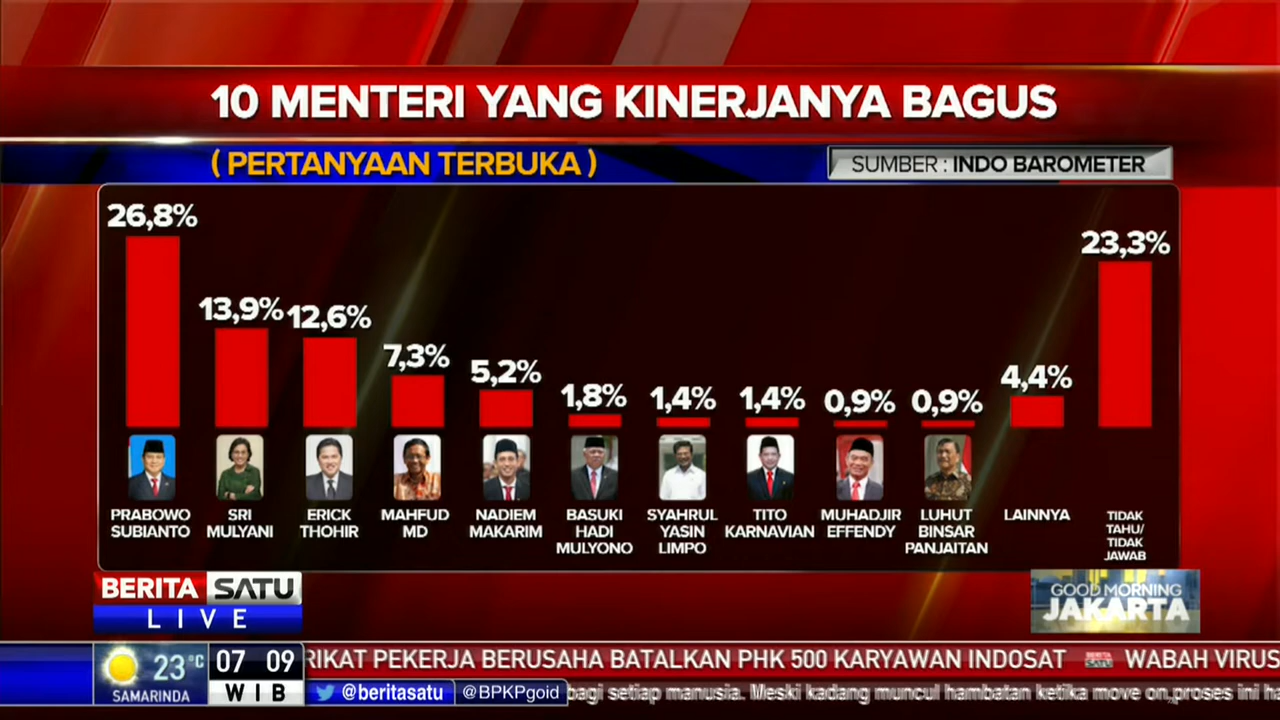 10 MENTERI YANG KINERJANYA BAGUS
( PERTANYAAN TERBUKA )
SUMBER : INDO BAROMETER
26,8%
13,9%
12,6%
7,3%
5,2%
1,8%
1,4%
1,4%
0,9%
0,9%
4,4%
23,3%
PRABOWO
SUBIANTO
SRI
MULYANI
ERICK
THOHIR
MAHFUD
MD
NADIEM
MAKARIM
BASUKI
HADI
MULYONO
SYAHRUL
YASIN
LIMPO
TITO
KARNAVIAN
MUHADJIR
EFFENDY
LUHUT
BINSAR
PANJAITAN
LAINNYA
TIDAK
TAHU/
TIDAK
JAWAB
BERITA SATU
LIVE
GOOD MORNING
JAKARTA
23°C
SAMARINDA
07 09
WIB
RIKAT PEKERJA BERUSAHA BATALKAN PHK 500 KARYAWAN INDOSAT BERITA SATU WABAH VIRUS
@beritasatu @BPKPgoid bagi setiap manusia. Meski kadang muncul hambatan ketika move on,proses ini ha